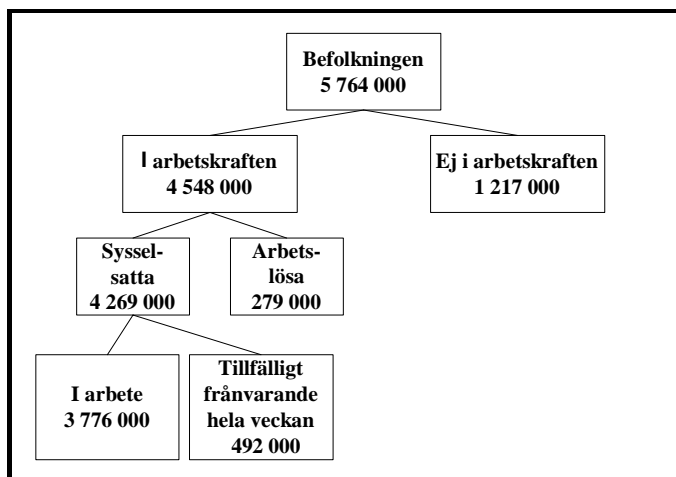 Befolkningen
5 764 000
I arbetskraften
4 548 000
Ej i arbetskraften
1 217 000
Syssel-
satta
4 269 000
Arbets-
lösa
279 000
I arbete
3 776 000
Tillfälligt
frånvarande
hela veckan
492 000